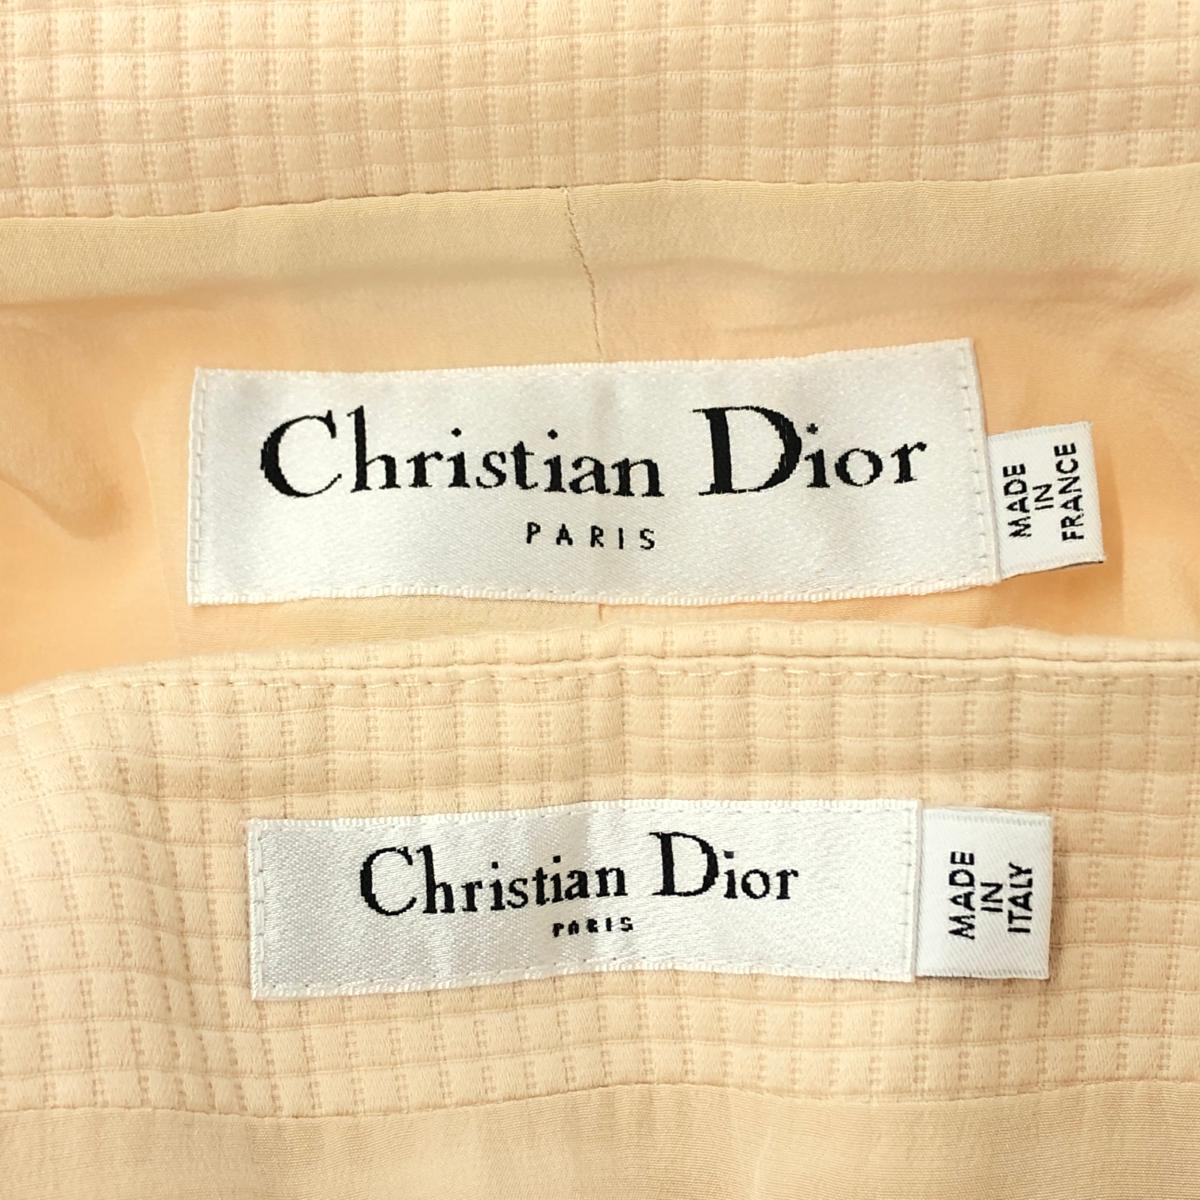 Christian Dior
PARIS
MADE
IN
FRANCE
Christian Dior
PARIS
MADE
IN
ITALY